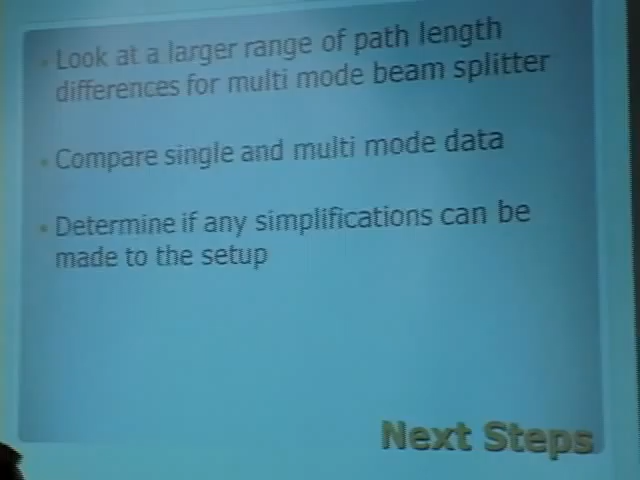 Look at a larger range of path length
differences for multi mode beam splitter
Compare single and multi mode data
Determine if any simplifications can be
made to the setup
Next Steps